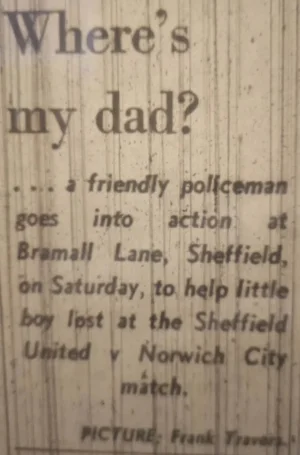 Where's
my dad?
.... a friendly policeman
goes into action at
Bramall Lane, Sheffield,
on Saturday, to help little
boy lost at the Sheffield
United v Norwich City
match.
PICTURE: Frank Travers.